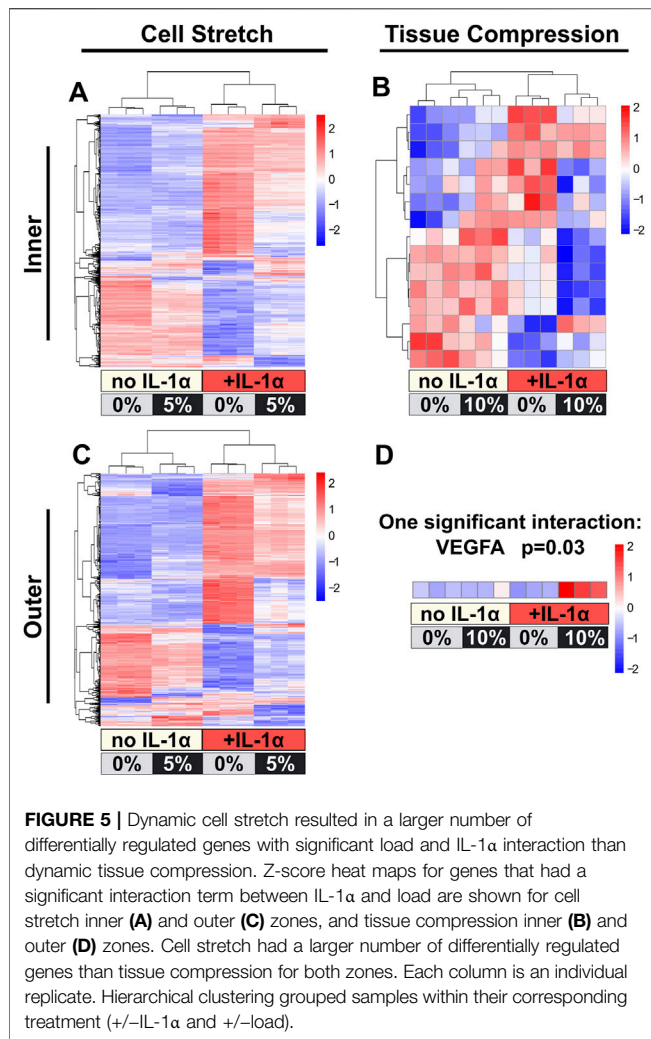 Cell Stretch
Tissue Compression
A
2
1
0
−1
−2
Inner
no IL-1α +IL-1α
0% 5% 0% 5%
B
2
1
0
−1
−2
no IL-1α +IL-1α
0% 10% 0% 10%
C
2
1
0
−1
−2
Outer
no IL-1α +IL-1α
0% 5% 0% 5%
D
One significant interaction:
VEGFA p=0.03
2
1
0
−1
−2
no IL-1α +IL-1α
0% 10% 0% 10%
FIGURE 5 | Dynamic cell stretch resulted in a larger number of
differentially regulated genes with significant load and IL-1α interaction than
dynamic tissue compression. Z-score heat maps for genes that had a
significant interaction term between IL-1α and load are shown for cell
stretch inner (A) and outer (C) zones, and tissue compression inner (B) and
outer (D) zones. Cell stretch had a larger number of differentially regulated
genes than tissue compression for both zones. Each column is an individual
replicate. Hierarchical clustering grouped samples within their corresponding
treatment (+/−IL-1α and +/−load).